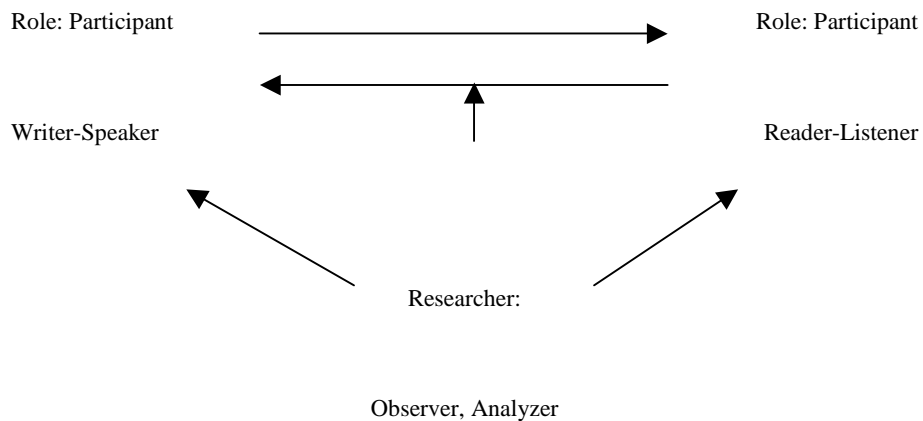 Role: Participant
Role: Participant
Writer-Speaker
Reader-Listener
Researcher:
Observer, Analyzer